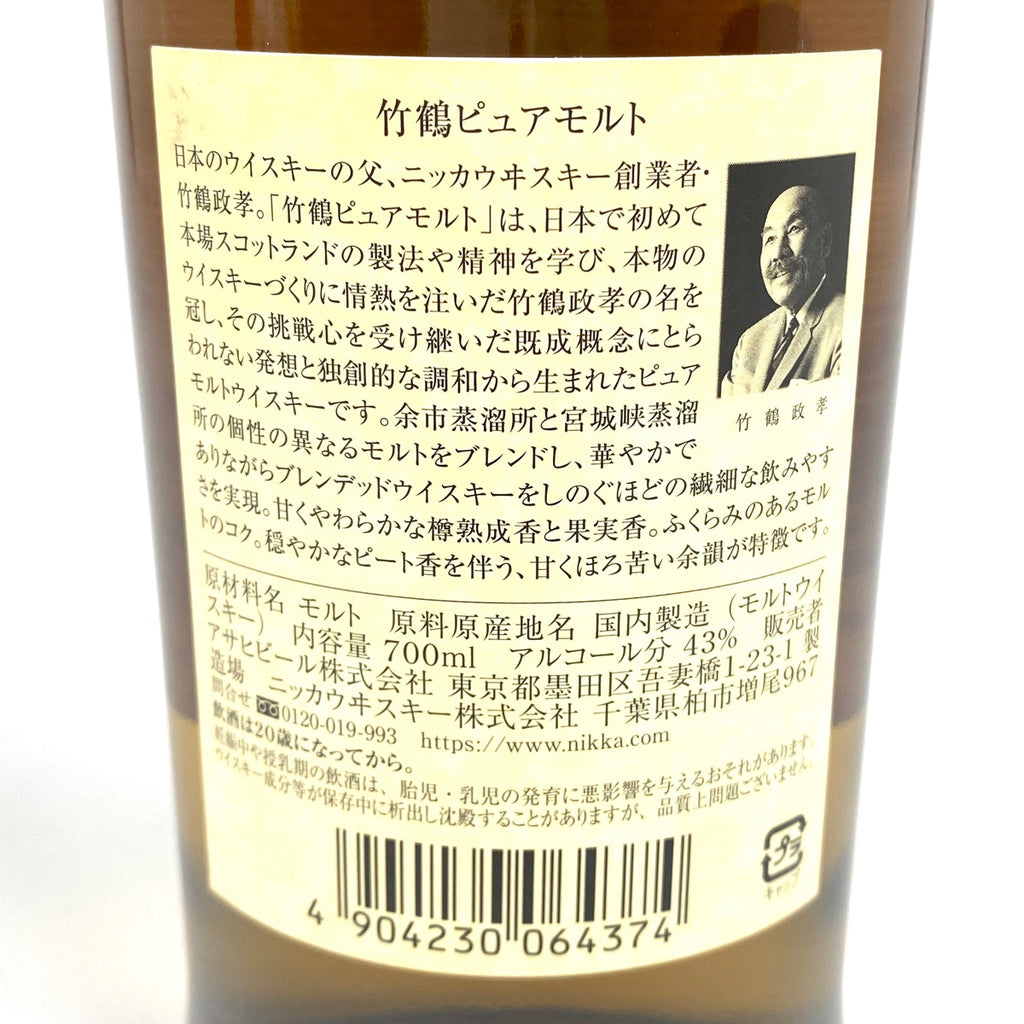 竹鶴ピュアモルト
日本のウイスキーの父、ニッカウヰスキー創業者・
竹鶴政孝。「竹鶴ピュアモルト」は、日本で初めて
本場スコットランドの製法や精神を学び、本物の
ウイスキーづくりに情熱を注いだ竹鶴政孝の名を
冠し、その挑戦心を受け継いだ既成概念にとら
われない発想と独創的な調和から生まれたピュア
モルトウイスキーです。余市蒸溜所と宮城峡蒸溜
所の個性の異なるモルトをブレンドし、華やかで
ありながらブレンデッドウイスキーをしのぐほどの繊細な飲みやす
さを実現。甘くやわらかな樽熟成香と果実香。ふくらみのあるモル
トのコク。穏やかなピート香を伴う、甘くほろ苦い余韻が特徴です。
竹鶴政孝
原材料名 モルト 原料原産地名 国内製造 (モルトウイ
スキー) 内容量 700ml アルコール分 43% 販売者
アサヒビール株式会社 東京都墨田区吾妻橋1-23-1 製
造場 ニッカウヰスキー株式会社 千葉県柏市増尾967
問合せ 0120-019-993 https://www.nikka.com
飲酒は20歳になってから。
妊娠中や授乳期の飲酒は、胎児・乳児の発育に悪影響を与えるおそれがあります。
ウイスキー成分等が保存中に析出し沈殿することがありますが、品質上問題ございません。
プラ
キャップ
4 904230 064374